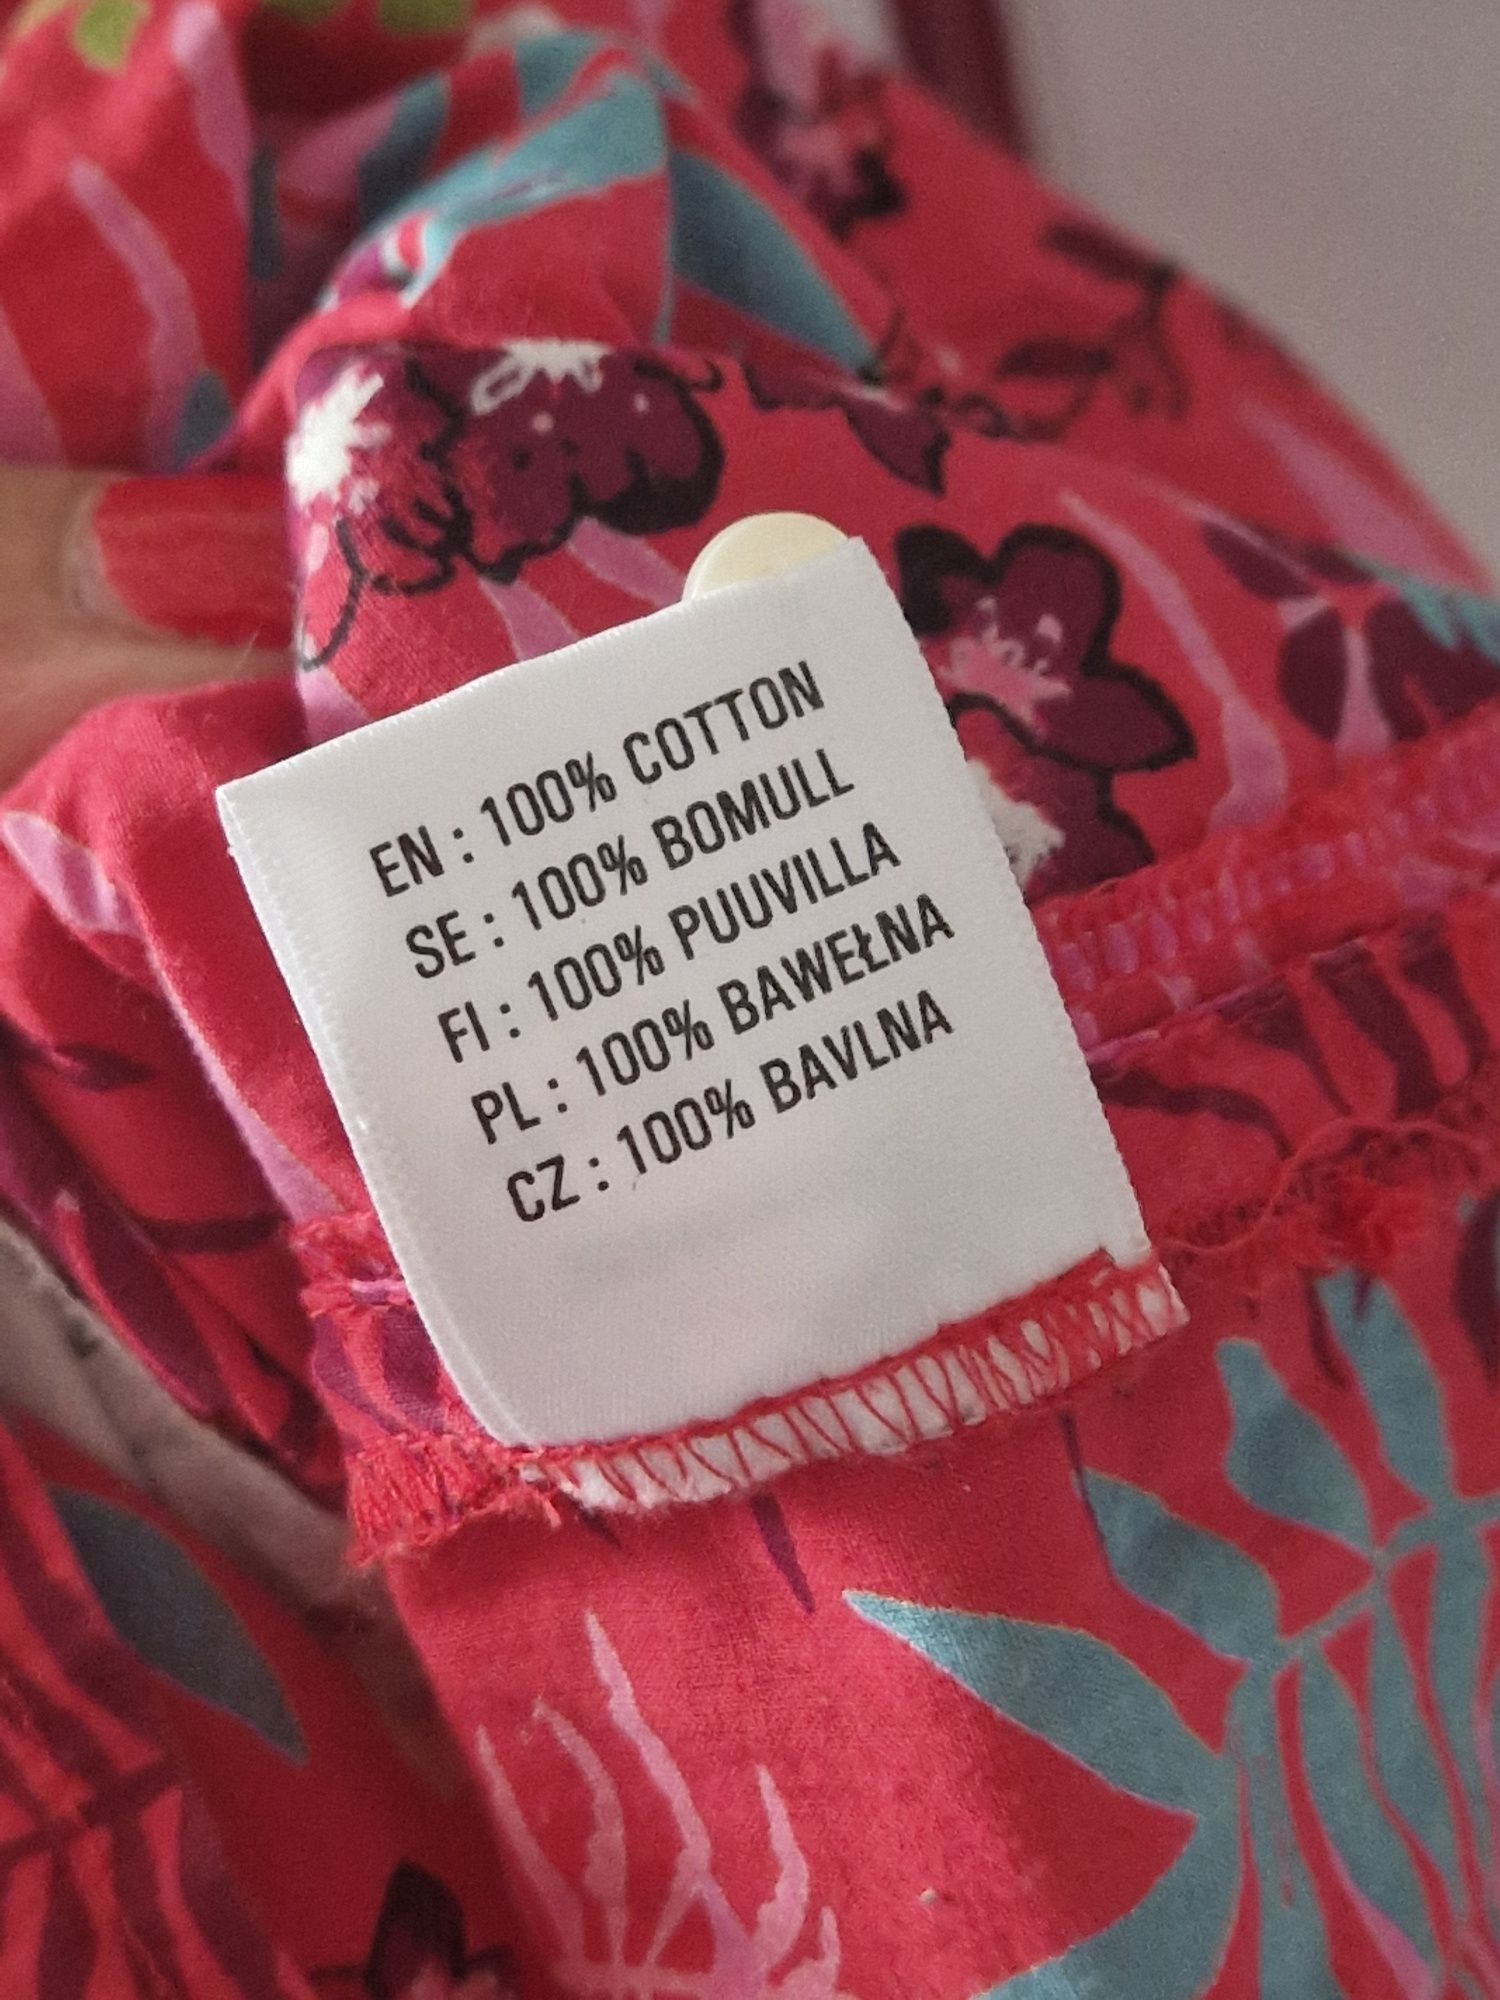 EN : 100% COTTON
SE : 100% BOMULL
FI : 100% PUUVILLA
PL : 100% BAWEŁNA
CZ : 100% BAVLNA